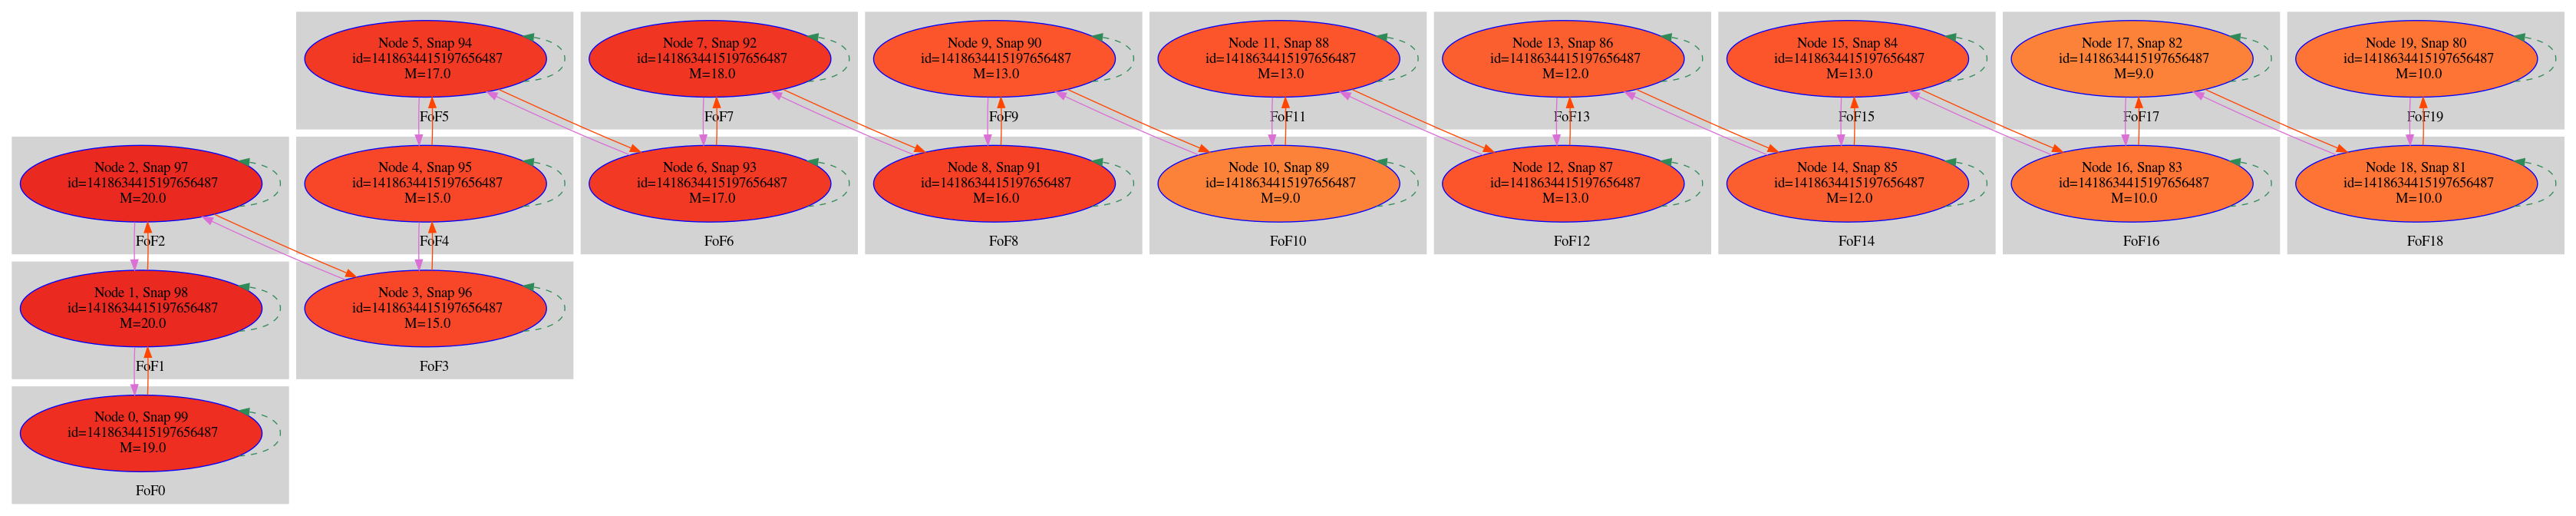 Node 5, Snap 94
id=1418634415197656487
M=17.0
FoF5
Node 7, Snap 92
id=1418634415197656487
M=18.0
FoF7
Node 9, Snap 90
id=1418634415197656487
M=13.0
FoF9
Node 11, Snap 88
id=1418634415197656487
M=13.0
FoF11
Node 13, Snap 86
id=1418634415197656487
M=12.0
FoF13
Node 15, Snap 84
id=1418634415197656487
M=13.0
FoF15
Node 17, Snap 82
id=1418634415197656487
M=9.0
FoF17
Node 19, Snap 80
id=1418634415197656487
M=10.0
FoF19
Node 2, Snap 97
id=1418634415197656487
M=20.0
FoF2
Node 4, Snap 95
id=1418634415197656487
M=15.0
FoF4
Node 6, Snap 93
id=1418634415197656487
M=17.0
FoF6
Node 8, Snap 91
id=1418634415197656487
M=16.0
FoF8
Node 10, Snap 89
id=1418634415197656487
M=9.0
FoF10
Node 12, Snap 87
id=1418634415197656487
M=13.0
FoF12
Node 14, Snap 85
id=1418634415197656487
M=12.0
FoF14
Node 16, Snap 83
id=1418634415197656487
M=10.0
FoF16
Node 18, Snap 81
id=1418634415197656487
M=10.0
FoF18
Node 1, Snap 98
id=1418634415197656487
M=20.0
FoF1
Node 3, Snap 96
id=1418634415197656487
M=15.0
FoF3
Node 0, Snap 99
id=1418634415197656487
M=19.0
FoF0